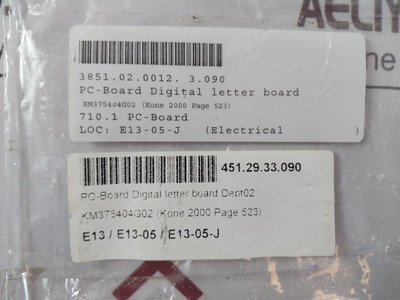 3851.02.0012. 3.090
PC-Board Digital letter board
KM375404G02 (Kone 2000 Page 523)
710.1 PC-Board
LOC: E13-05-J (Electrical )
451.29.33.090
PC-Board Digital letter board Dent02
KM375404G02 (Kone 2000 Page 523)
E13 / E13-05 / E13-05-J